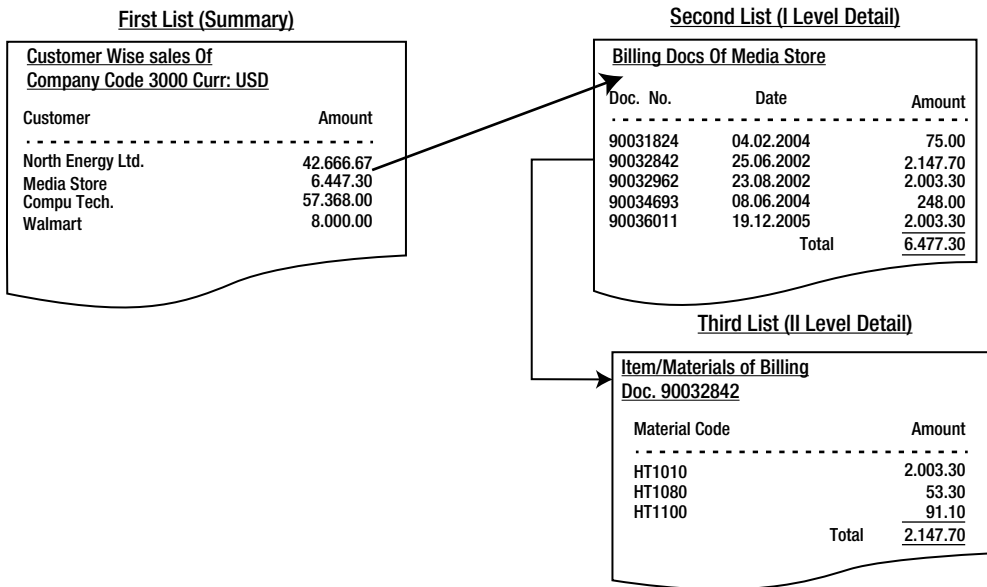 First List (Summary)
Customer Wise sales Of
Company Code 3000 Curr: USD
Customer Amount
North Energy Ltd. 42.666.67
Media Store 6.447.30
Compu Tech. 57.368.00
Walmart 8.000.00
Second List (I Level Detail)
Billing Docs Of Media Store
Doc. No. Date Amount
90031824 04.02.2004 75.00
90032842 25.06.2002 2.147.70
90032962 23.08.2002 2.003.30
90034693 08.06.2004 248.00
90036011 19.12.2005 2.003.30
Total 6.477.30
Third List (II Level Detail)
Item/Materials of Billing
Doc. 90032842
Material Code Amount
HT1010 2.003.30
HT1080 53.30
HT1100 91.10
Total 2.147.70